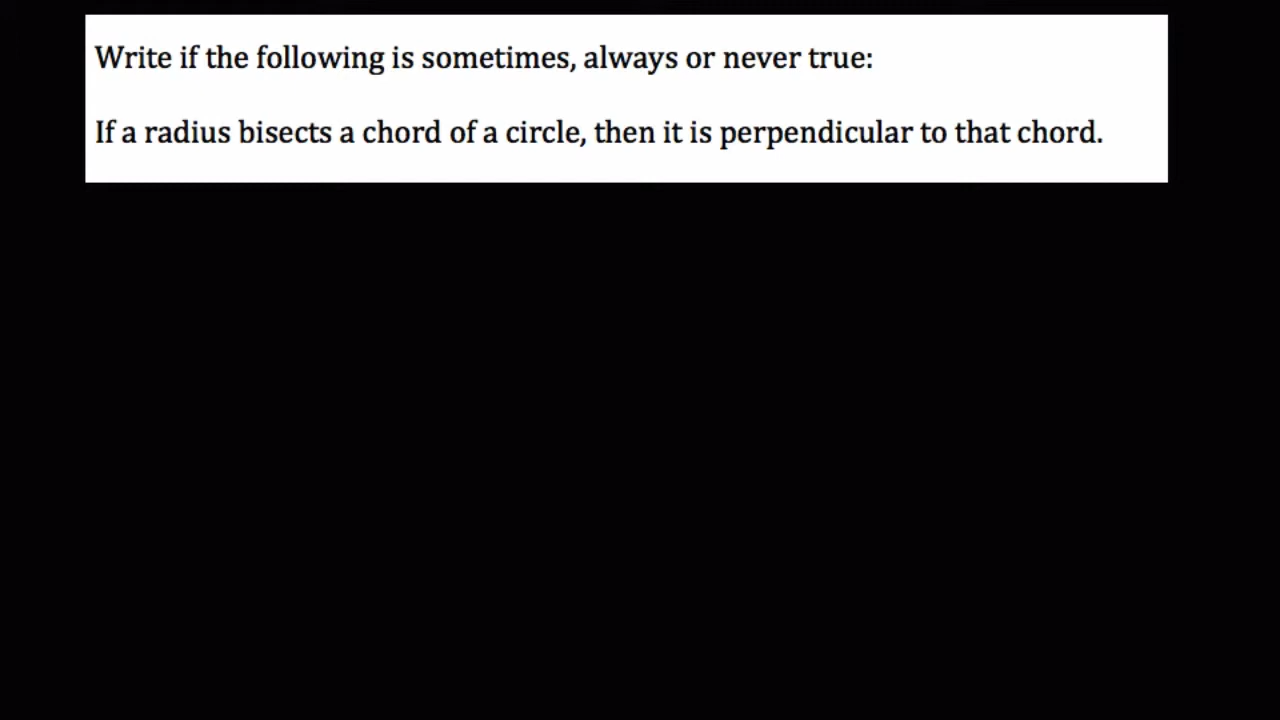 Write if the following is sometimes, always or never true:
If a radius bisects a chord of a circle, then it is perpendicular to that chord.